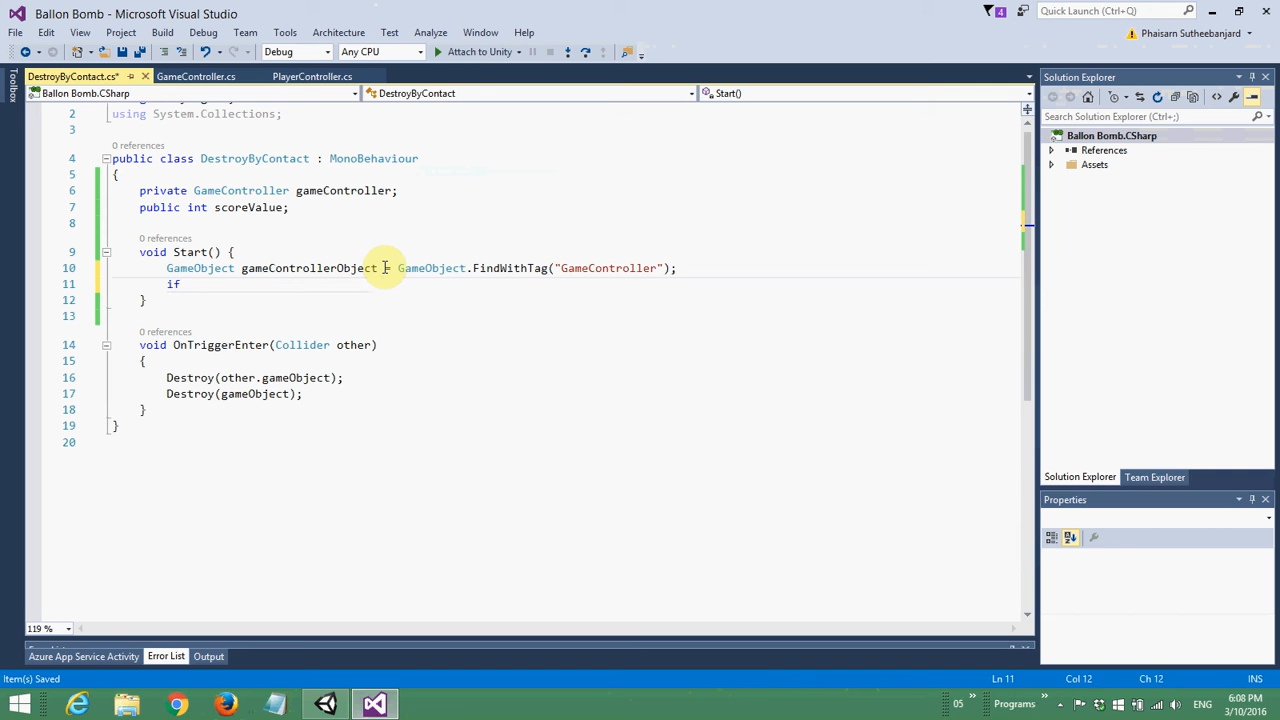 Ballon Bomb - Microsoft Visual Studio
4
Quick Launch (Ctrl+;)
File Edit View Project Build Debug Team Tools Architecture Test Analyze Window Help
Phaisarn Sutheebanjard
Debug Any CPU Attach to Unity
Toolbox
DestroyByContact.cs* GameController.cs PlayerController.cs
Solution Explorer
Ballon Bomb.CSharp DestroyByContact Start()
Search Solution Explorer (Ctrl+;)
Ballon Bomb.CSharp
References
Assets
2 using System.Collections;
3
0 references
4 public class DestroyByContact : MonoBehaviour
5 {
6 private GameController gameController;
7 public int scoreValue;
8
0 references
9 void Start() {
10 GameObject gameControllerObject = GameObject.FindWithTag("GameController");
11 if
12 }
13
0 references
14 void OnTriggerEnter(Collider other)
15 {
16 Destroy(other.gameObject);
17 Destroy(gameObject);
18 }
19 }
20
Solution Explorer Team Explorer
Properties
119 %
Azure App Service Activity Error List Output
Item(s) Saved Ln 11 Col 12 Ch 12 INS
05 Programs ENG
6:08 PM
3/10/2016